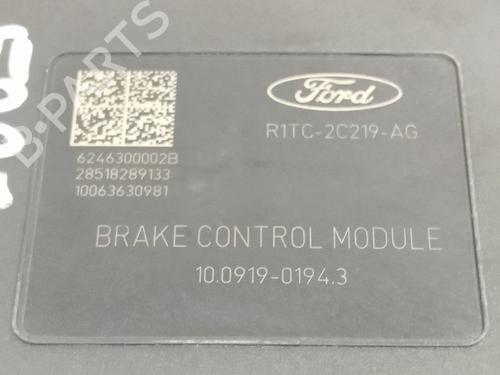 Ford
R1TC-2C219-AG
6246300002B
28518289133
10063630981
BRAKE CONTROL MODULE
10.0919-0194.3
B-PARTS